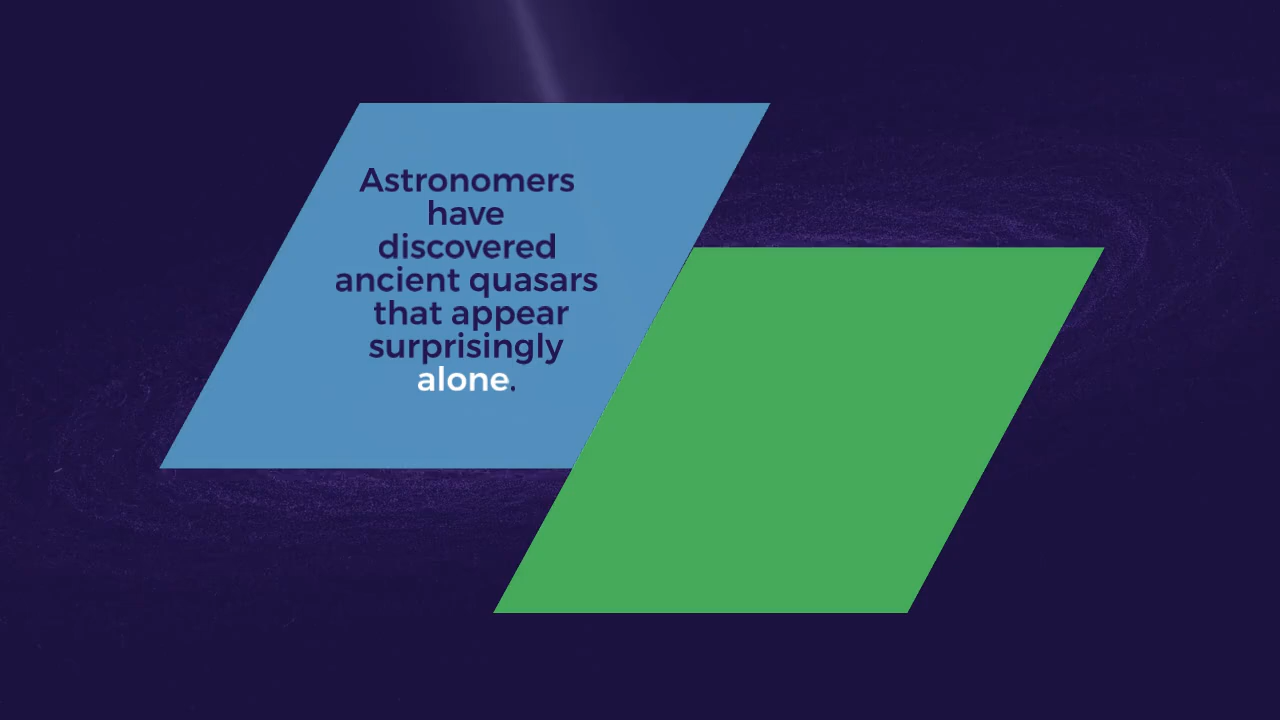 Astronomers
have
discovered
ancient quasars
that appear
surprisingly
alone.